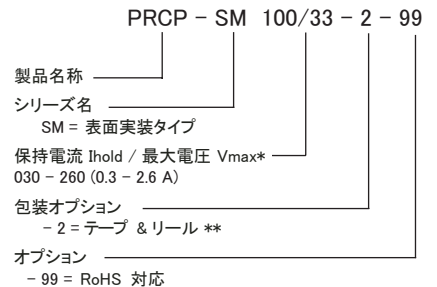 PRCP − SM 100/33 − 2 − 99
製品名称
シリーズ名
SM = 表面実装タイプ
保持電流 Ihold / 最大電圧 Vmax*
030 − 260 (0.3 − 2.6 A)
包装オプション
− 2 = テープ & リール **
オプション
− 99 = RoHS 対応